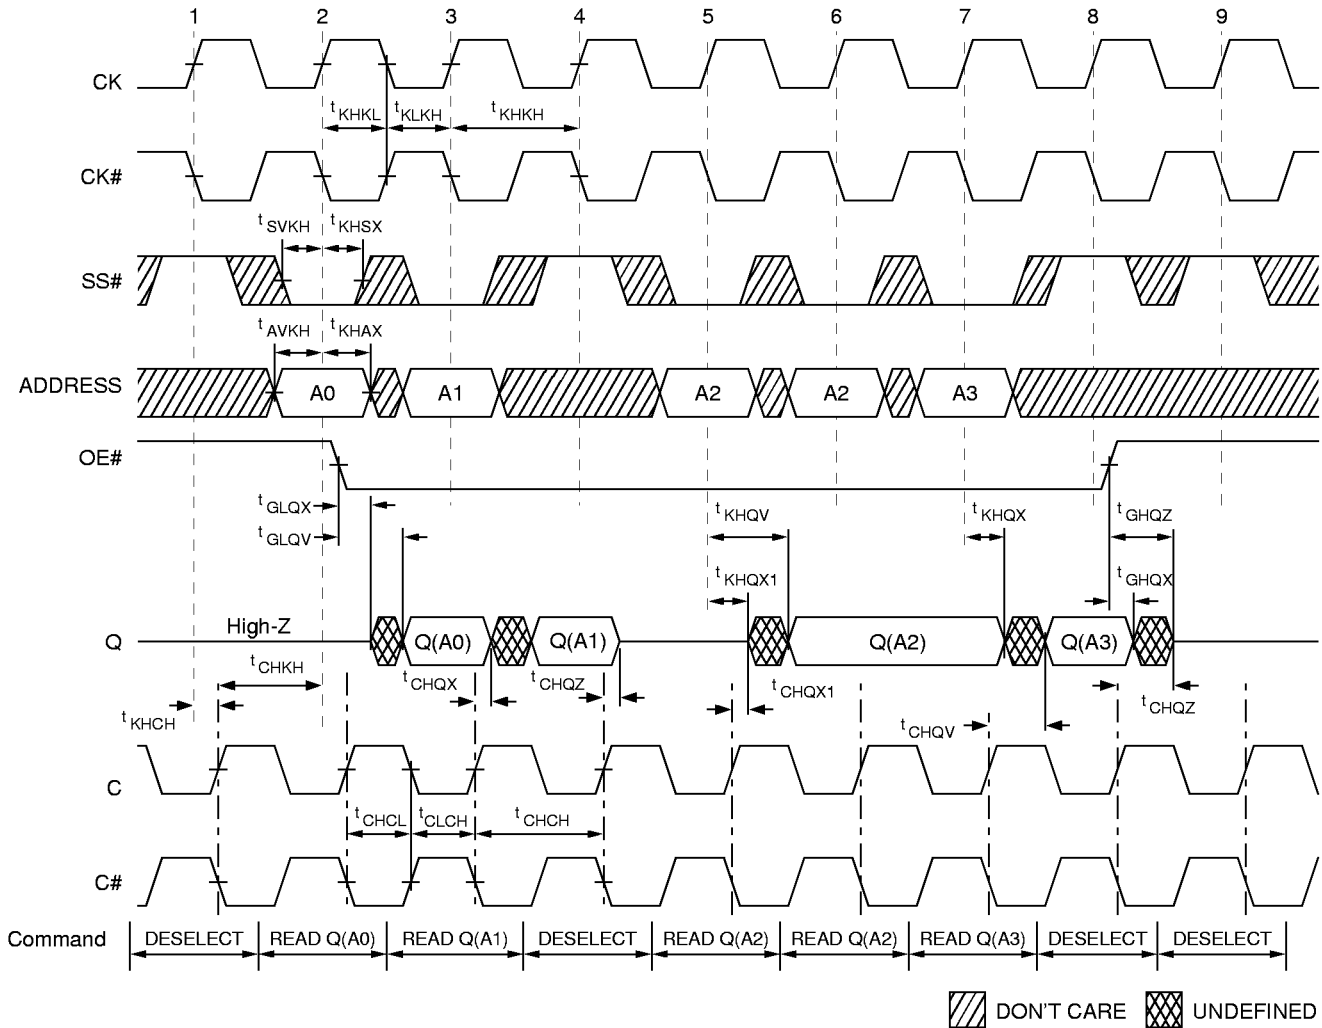 1 2 3 4 5 6 7 8 9
CK
tKHKL tKLKH tKHKH
CK#
tSVKH tKHSX
SS#
tAVKH tKHAX
ADDRESS A0 A1 A2 A2 A3
OE#
tGLQX tKHQV tKHQX tGHQZ
tGLQV
tKHQX1 tGHQX
High-Z
Q Q(A0) Q(A1) Q(A2) Q(A3)
tCHKH tCHQX tCHQZ tCHQX1
tKHCH tCHQV tCHQZ
C
tCHCL tCLCH tCHCH
C#
Command DESELECT READ Q(A0) READ Q(A1) DESELECT READ Q(A2) READ Q(A2) READ Q(A3) DESELECT DESELECT
DON'T CARE UNDEFINED